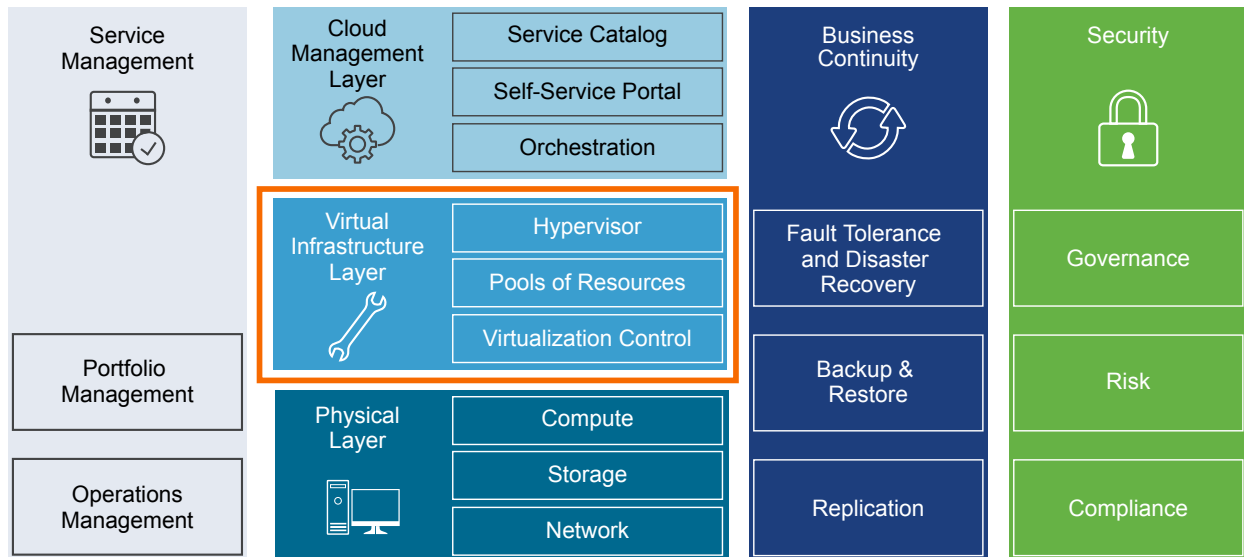 Service
Management
Portfolio
Management
Operations
Management
Cloud
Management
Layer
Service Catalog
Self-Service Portal
Orchestration
Virtual
Infrastructure
Layer
Hypervisor
Pools of Resources
Virtualization Control
Physical
Layer
Compute
Storage
Network
Business
Continuity
Fault Tolerance
and Disaster
Recovery
Backup &
Restore
Replication
Security
Governance
Risk
Compliance